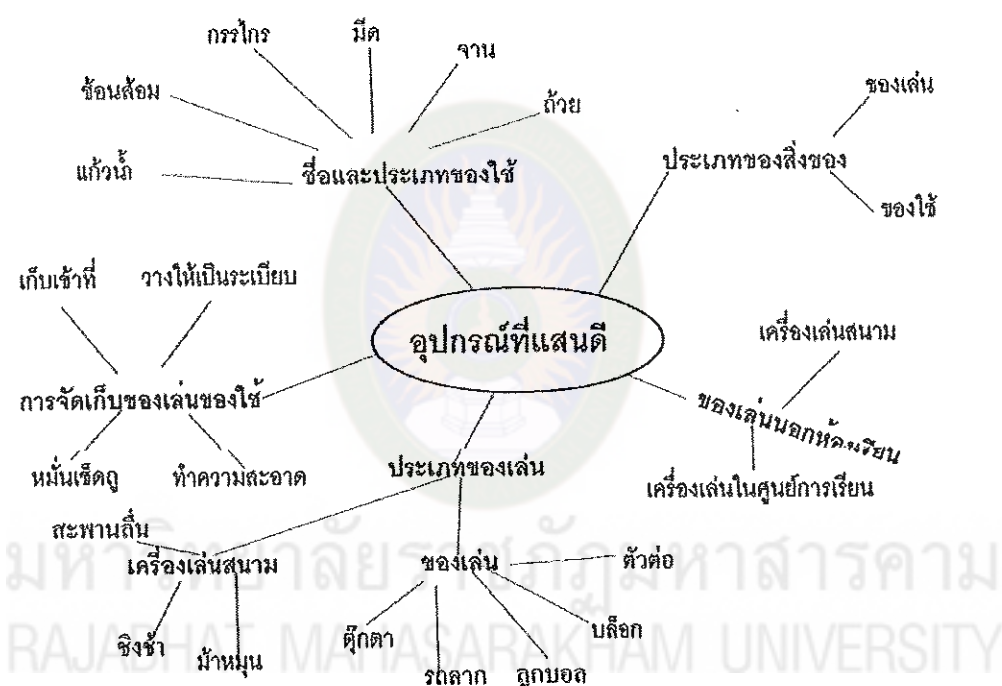 กรรไกร
มีด
จาน
ช้อนส้อม
ถ้วย
แก้วน้ำ
ชื่อและประเภทของใช้
ประเภทของสิ่งของ
ของเล่น
ของใช้
เก็บเข้าที่
วางให้เป็นระเบียบ
อุปกรณ์ที่แสนดี
เครื่องเล่นสนาม
การจัดเก็บของเล่นของใช้
ของเล่นนอกห้องเรียน
หมั่นเช็ดถู
ทำความสะอาด
ประเภทของเล่น
เครื่องเล่นในศูนย์การเรียน
สะพานลื่น
เครื่องเล่นสนาม
ของเล่น
ตัวต่อ
ชิงช้า
ม้าหมุน
ตุ๊กตา
รถลาก
ลูกบอล
บล็อก
มหาวิทยาลัยราชภัฏมหาสารคาม
RAJABHAT MAHASARAKHAM UNIVERSITY